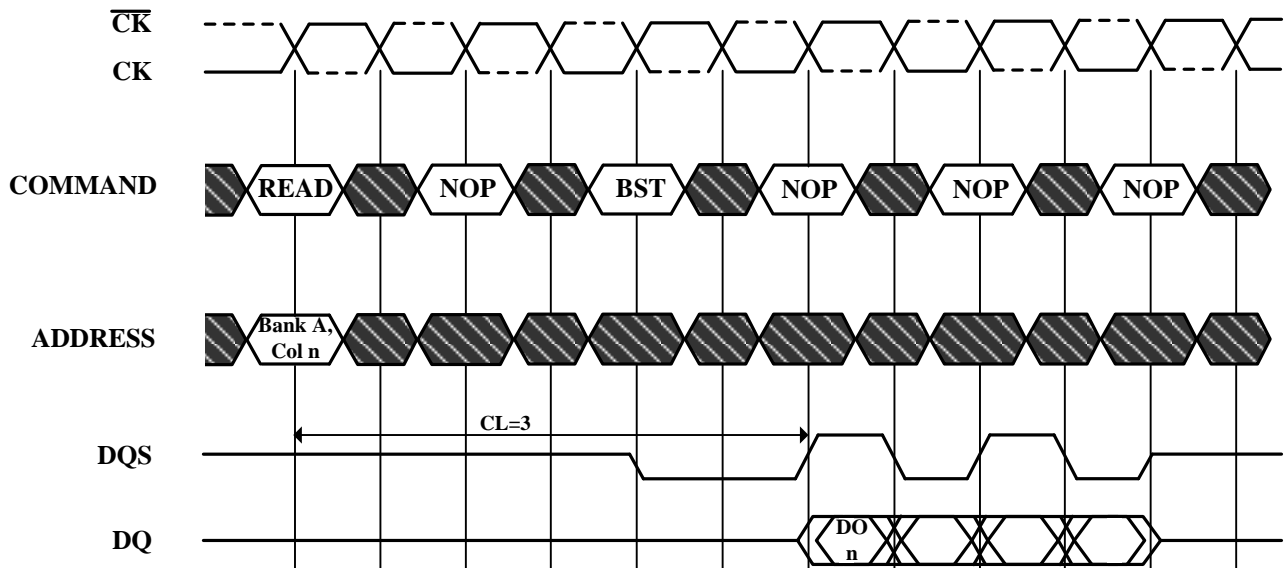 CK
CK
COMMAND READ NOP BST NOP NOP NOP
ADDRESS Bank A,
Col n
CL=3
DQS
DQ DO
n